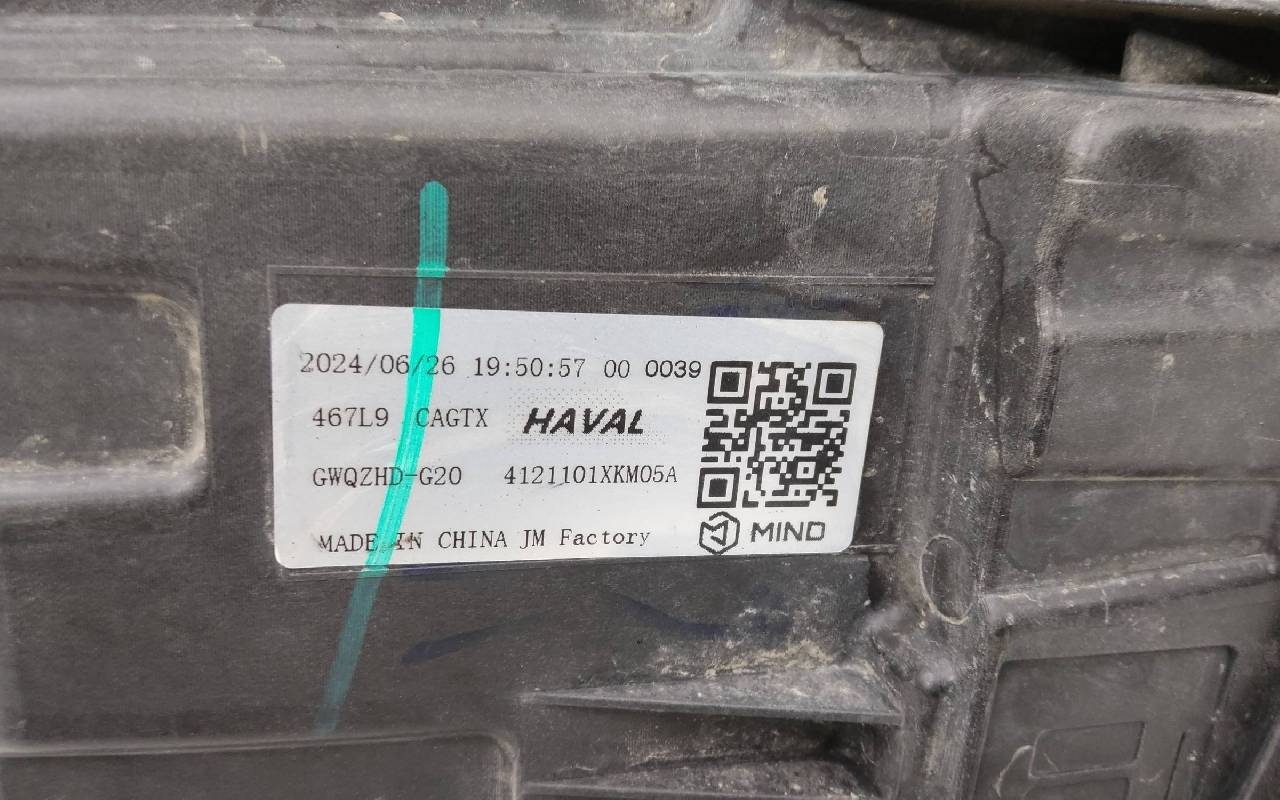 2024/06/26 19:50:57 00 0039
467L9 CAGTX HAVAL
GWQZHD-G20 4121101XKM05A
MADE IN CHINA JM Factory
MIND